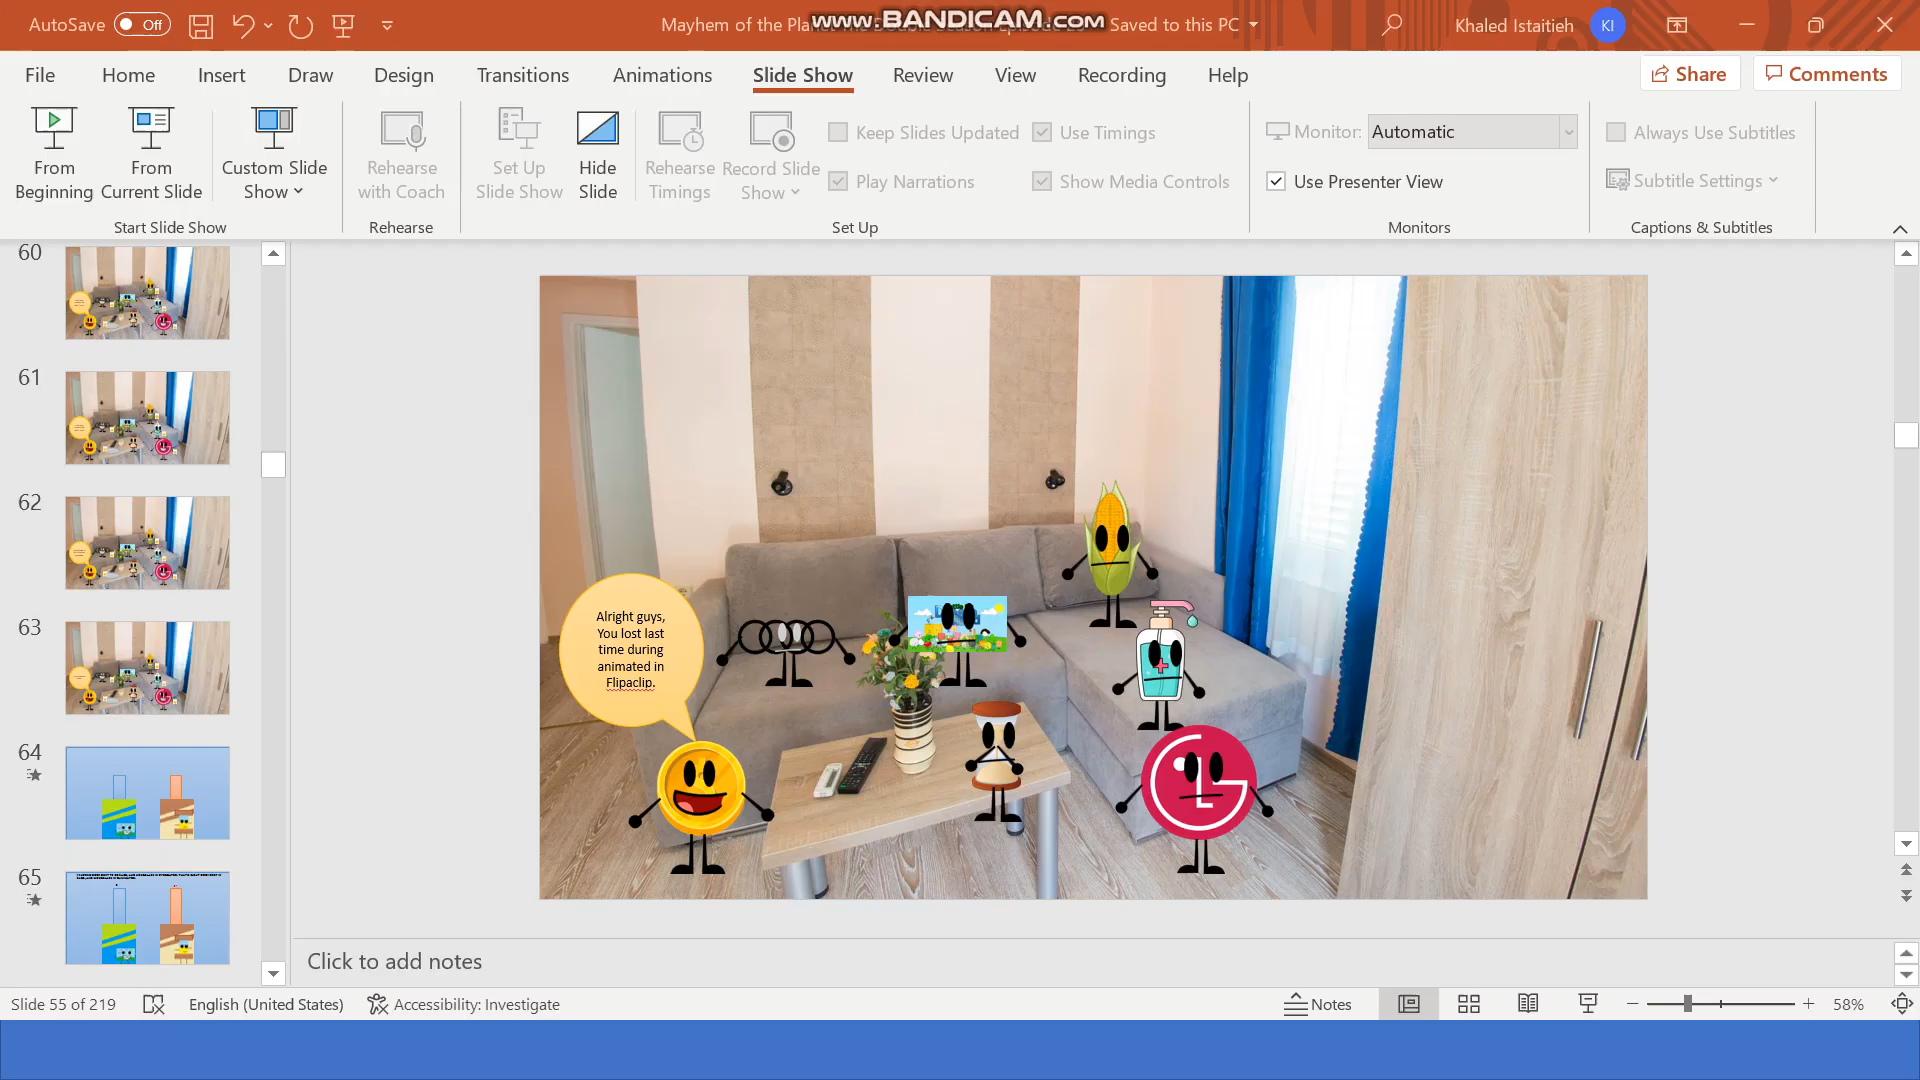 AutoSave Off
Mayhem of the Pla
Saved to this PC
www.BANDICAM.com
Khaled Istaitieh KI
File Home Insert Draw Design Transitions Animations Slide Show Review View Recording Help
Share Comments
From Beginning
From Current Slide
Custom Slide Show
Start Slide Show
Rehearse with Coach
Rehearse
Set Up Slide Show
Hide Slide
Rehearse Timings
Record Slide Show
Keep Slides Updated
Use Timings
Play Narrations
Show Media Controls
Set Up
Monitor: Automatic
Use Presenter View
Monitors
Always Use Subtitles
Subtitle Settings
Captions & Subtitles
60
61
62
63
64
65
Alright guys,
You lost last
time during
animated in
Flipaclip.
Click to add notes
Slide 55 of 219 English (United States) Accessibility: Investigate Notes 58%